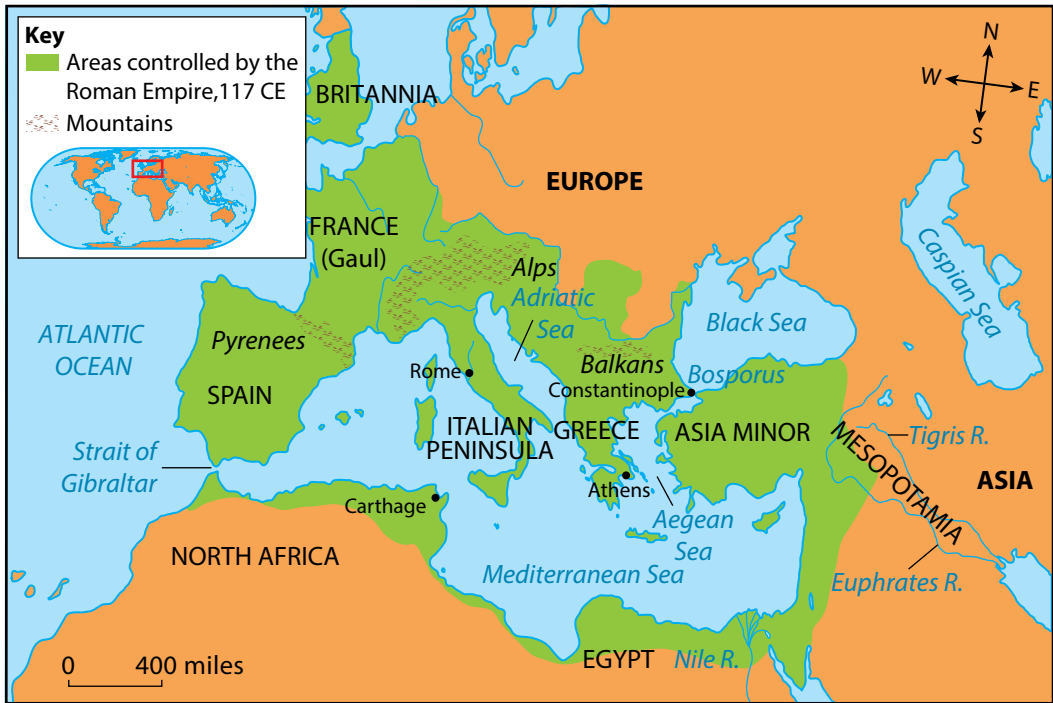 Key
Areas controlled by the
Roman Empire,117 CE
Mountains
N
W
E
S
BRITANNIA
EUROPE
FRANCE
(Gaul)
Alps
Caspian Sea
Adriatic
Sea
Black Sea
ATLANTIC
OCEAN
Pyrenees
Balkans
Rome
Constantinople
Bosporus
SPAIN
ITALIAN
PENINSULA
GREECE
ASIA MINOR
MESOPOTAMIA
Tigris R.
Strait of
Gibraltar
ASIA
Carthage
Athens
Aegean
Sea
NORTH AFRICA
Mediterranean Sea
Euphrates R.
EGYPT
Nile R.
0 400 miles